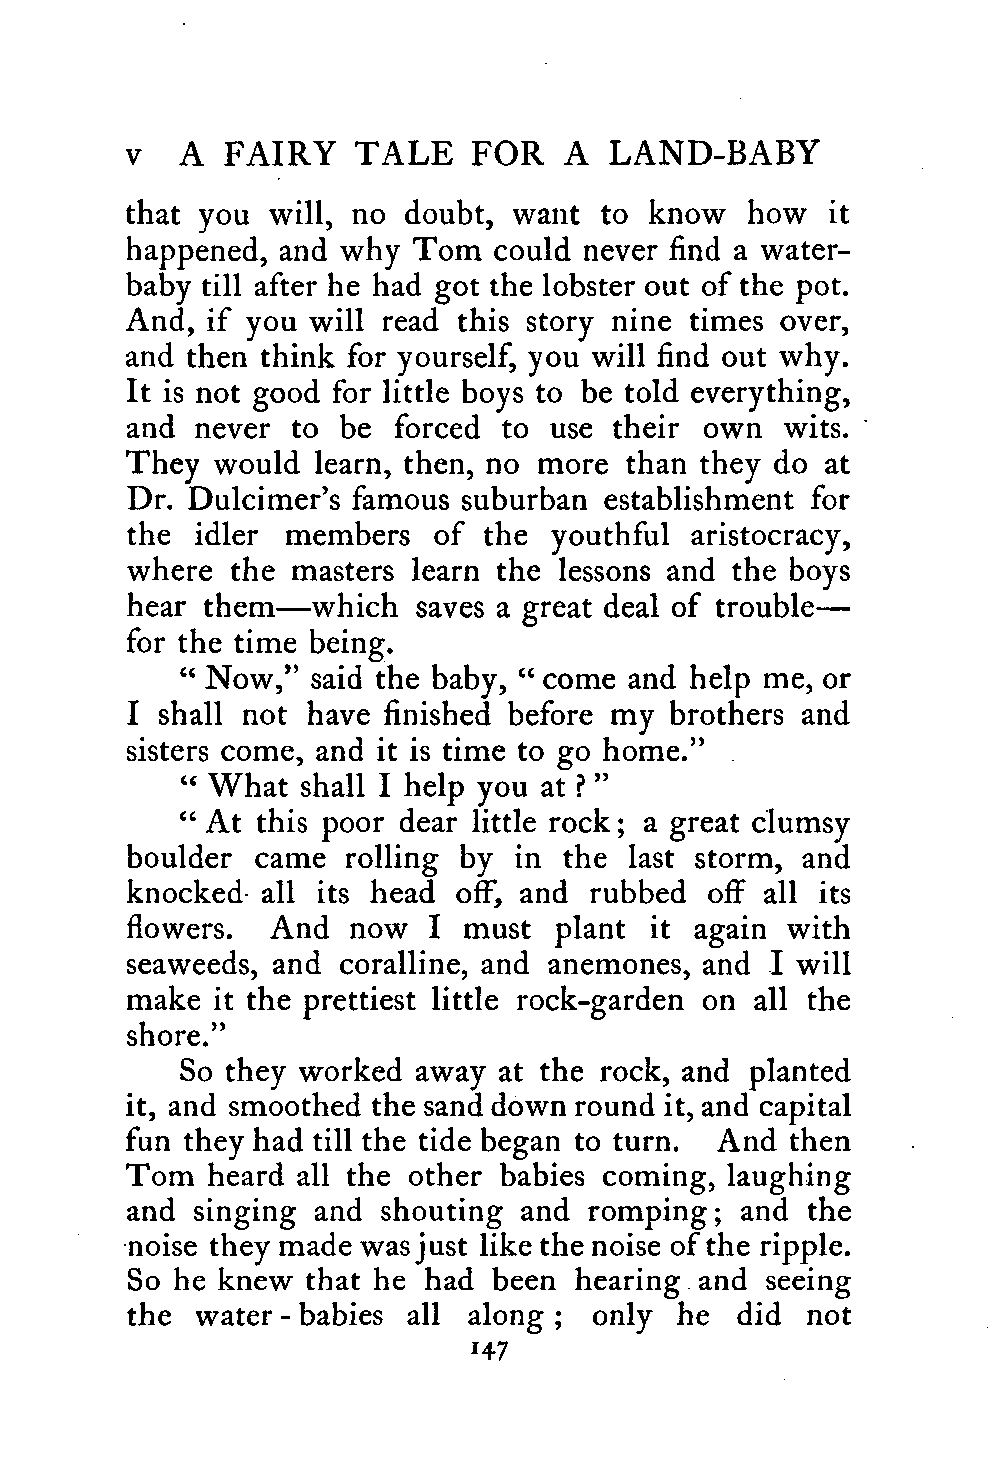 v A FAIRY TALE FOR A LAND-BABY
that you will, no doubt, want to know how it
happened, and why Tom could never find a water-
baby till after he had got the lobster out of the pot.
And, if you will read this story nine times over,
and then think for yourself, you will find out why.
It is not good for little boys to be told everything,
and never to be forced to use their own wits.
They would learn, then, no more than they do at
Dr. Dulcimer's famous suburban establishment for
the idler members of the youthful aristocracy,
where the masters learn the lessons and the boys
hear them—which saves a great deal of trouble—
for the time being.
“ Now,” said the baby, “ come and help me, or
I shall not have finished before my brothers and
sisters come, and it is time to go home.”
“ What shall I help you at ? ”
“ At this poor dear little rock ; a great clumsy
boulder came rolling by in the last storm, and
knocked all its head off, and rubbed off all its
flowers. And now I must plant it again with
seaweeds, and coralline, and anemones, and I will
make it the prettiest little rock-garden on all the
shore.”
So they worked away at the rock, and planted
it, and smoothed the sand down round it, and capital
fun they had till the tide began to turn. And then
Tom heard all the other babies coming, laughing
and singing and shouting and romping ; and the
noise they made was just like the noise of the ripple.
So he knew that he had been hearing and seeing
the water - babies all along ; only he did not
147